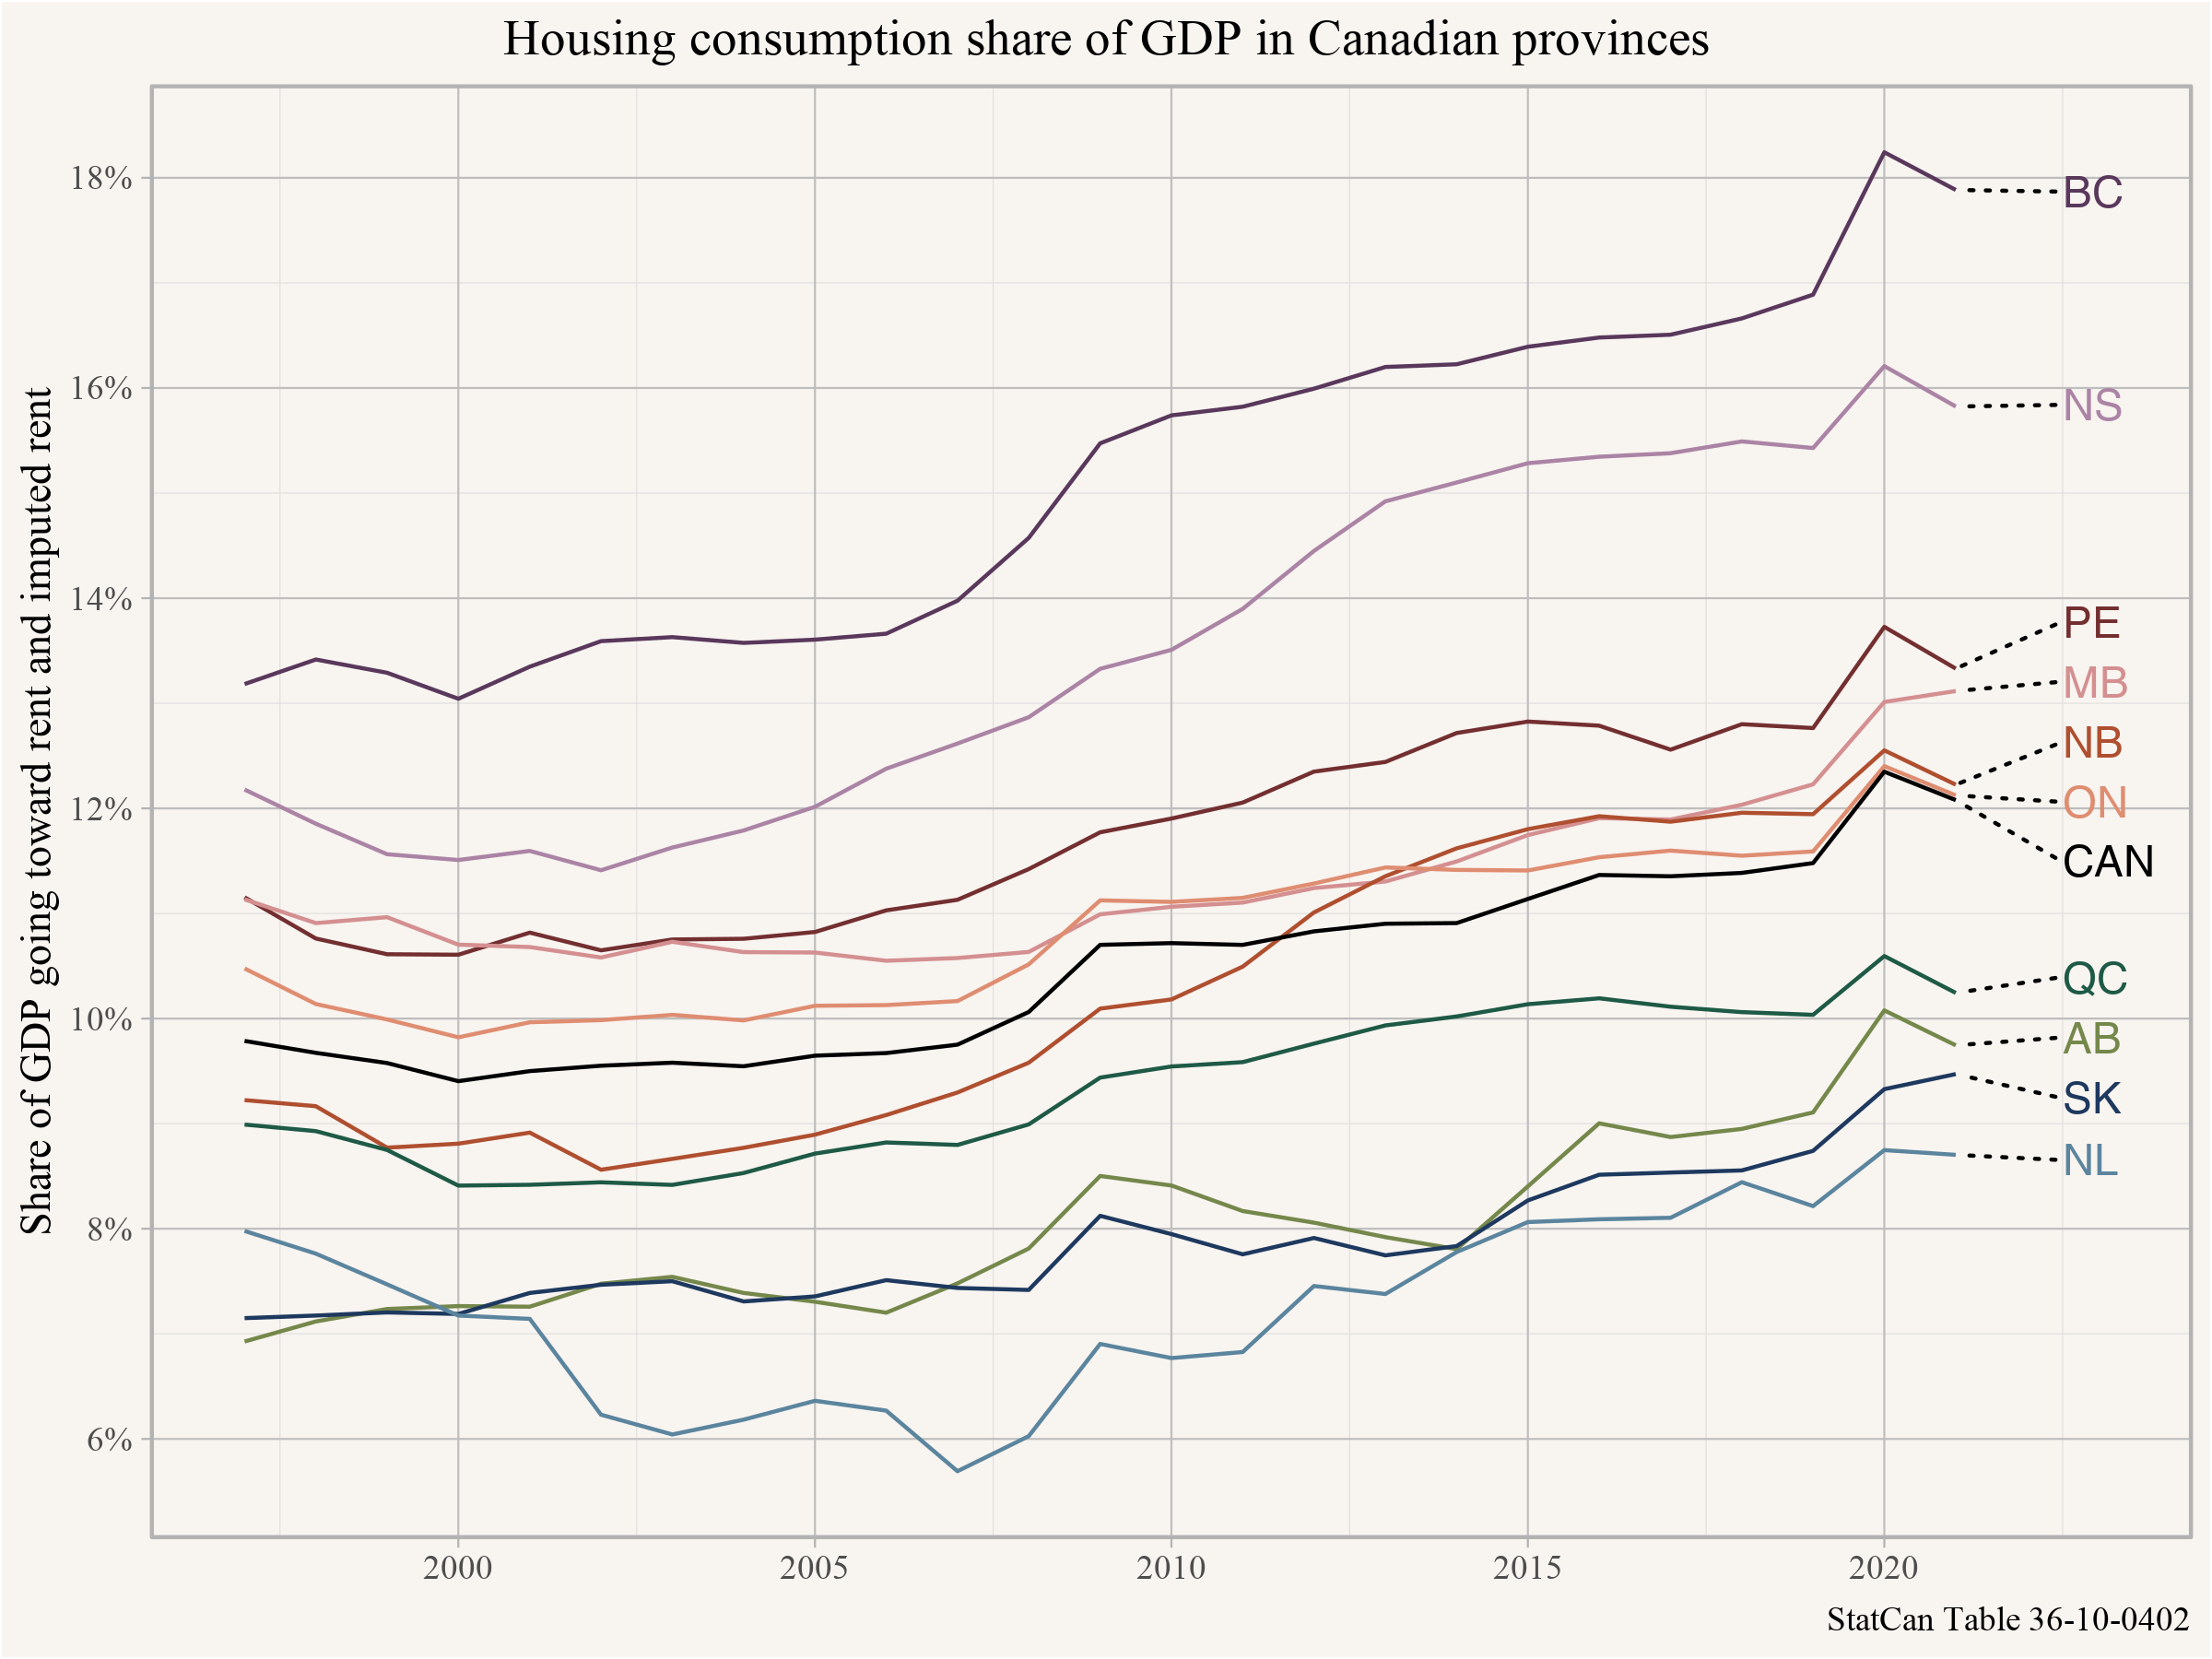 Housing consumption share of GDP in Canadian provinces
Share of GDP going toward rent and imputed rent
18%
16%
14%
12%
10%
8%
6%
BC
NS
PE
MB
NB
ON
CAN
QC
AB
SK
NL
2000
2005
2010
2015
2020
StatCan Table 36-10-0402